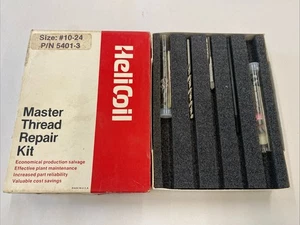 Size: #10-24
P/N 5401-3
HeliCoil
Master
Thread
Repair
Kit
Economical production salvage
Effective plant maintenance
Increased part reliability
Valuable cost savings